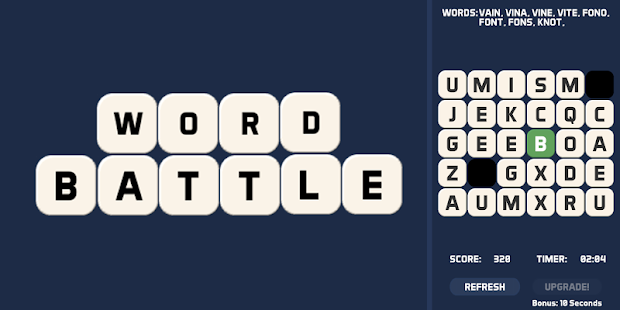 WORD
BATTLE
WORDS:VAIN, VINA, VINE, VITE, FOND,
FONT, FONS, KNOT,
U M I S M
J E K C Q C
G E E B O A
Z G X D E
A U M X R U
SCORE: 320 TIMER: 02:04
REFRESH UPGRADE!
Bonus: 10 Seconds